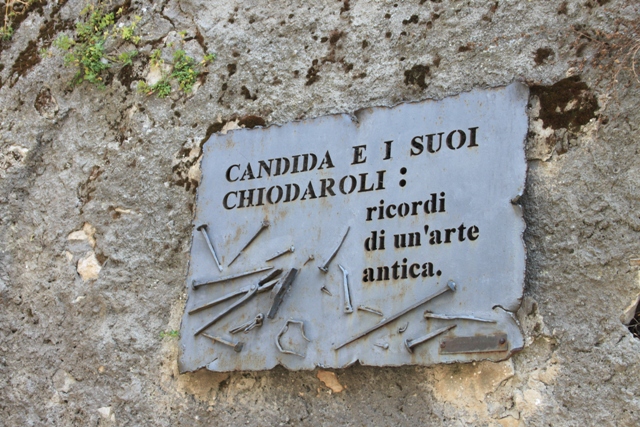 CANDIDA E I SUOI
CHIODAROLI:
ricordi
di un'arte
antica.